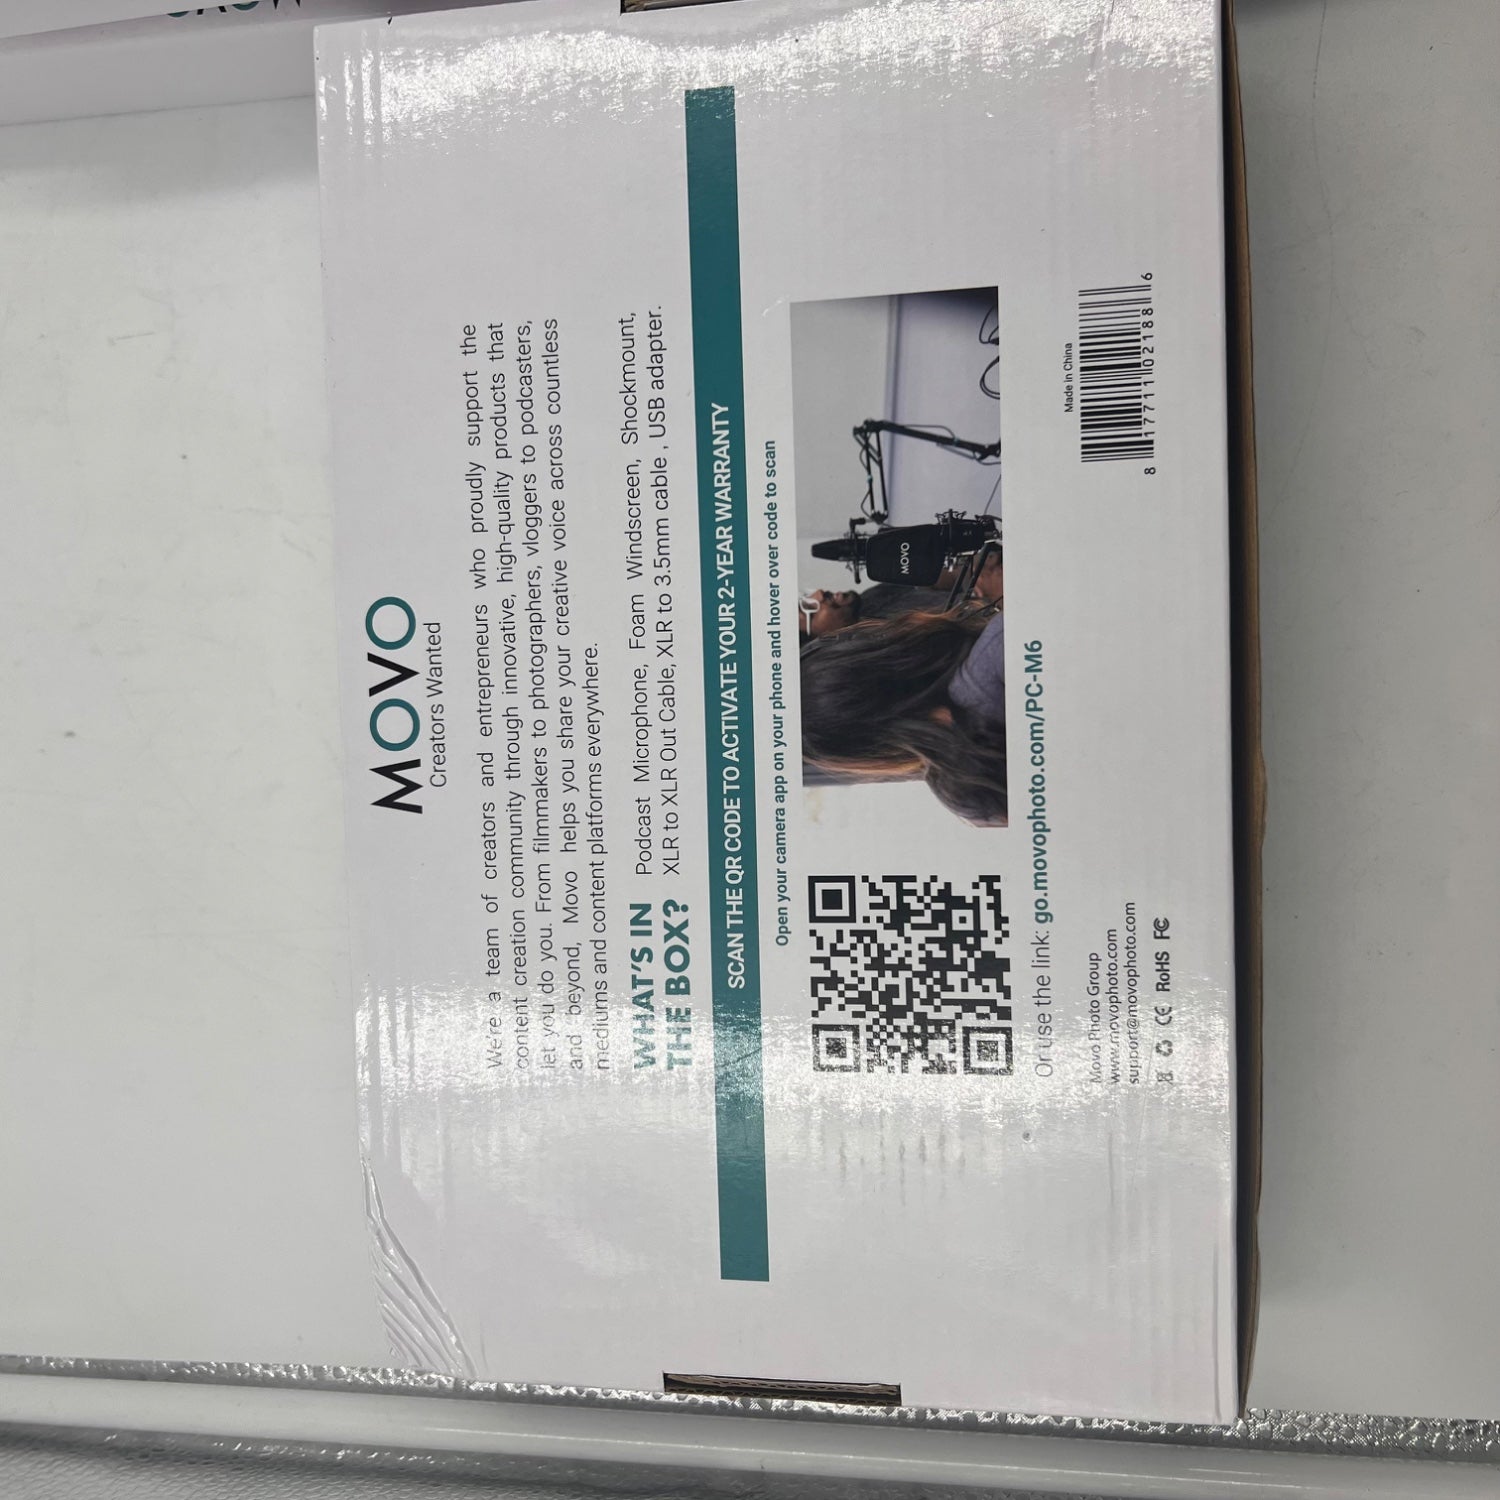 MOVO
Creators Wanted
We're a team of creators and entrepreneurs who proudly support the
content creation community through innovative, high-quality products that
let you do you. From filmmakers to photographers, vloggers to podcasters,
and beyond, Movo helps you share your creative voice across countless
mediums and content platforms everywhere.
WHAT'S IN
THE BOX?
Podcast Microphone, Foam Windscreen, Shockmount,
XLR to XLR Out Cable, XLR to 3.5mm cable , USB adapter.
SCAN THE QR CODE TO ACTIVATE YOUR 2-YEAR WARRANTY
Open your camera app on your phone and hover over code to scan
MOVO
Or use the link: go.movophoto.com/PC-M6
Movo Photo Group
www.movophoto.com
support@movophoto.com
CE RoHS FC
Made in China
8 17711 02188 6